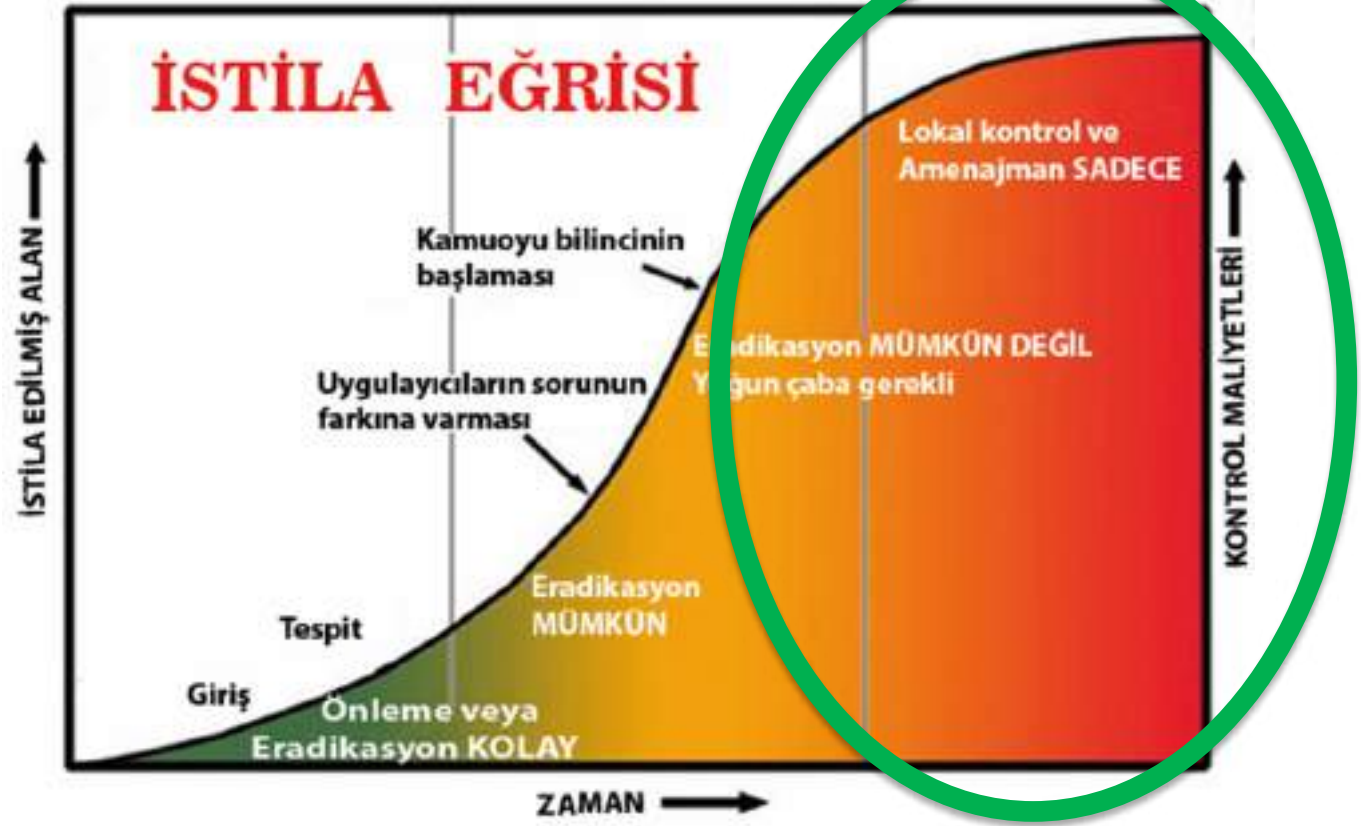 İSTİLA EĞRİSİ
Lokal kontrol ve
Amenajman SADECE
Kamuoyu bilincinin
başlaması
Eradikasyon MÜMKÜN DEĞİL
Yoğun çaba gerekli
Uygulayıcıların sorunun
farkına varması
Eradikasyon
MÜMKÜN
Tespit
Giriş
Önleme veya
Eradikasyon KOLAY
İSTİLA EDİLMİŞ ALAN
KONTROL MALİYETLERİ
ZAMAN